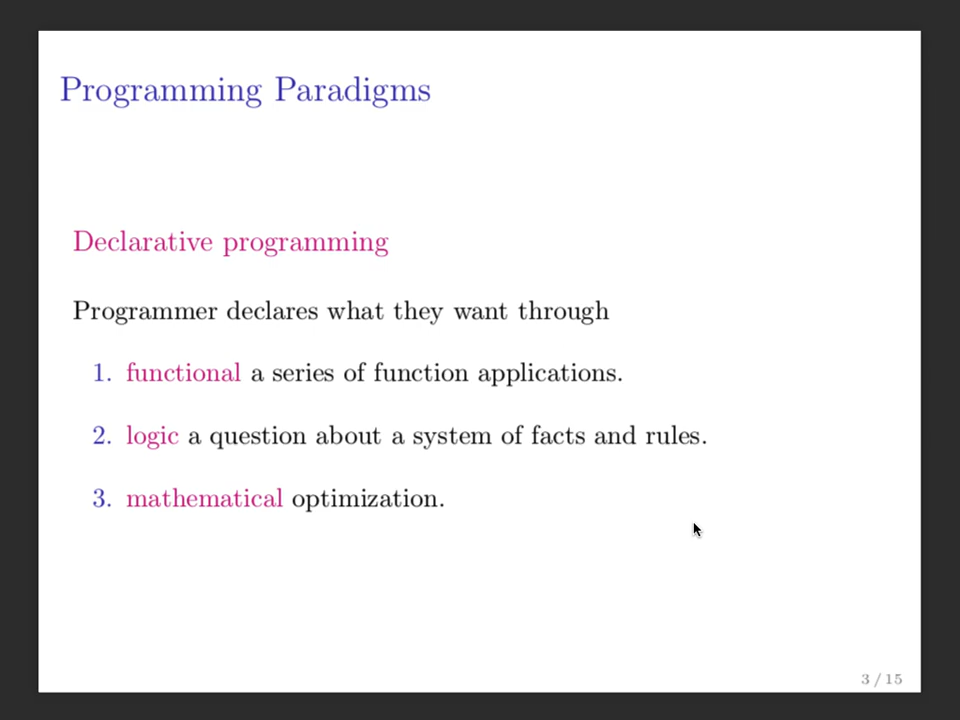 Programming Paradigms
Declarative programming
Programmer declares what they want through
1. functional a series of function applications.
2. logic a question about a system of facts and rules.
3. mathematical optimization.
3 / 15